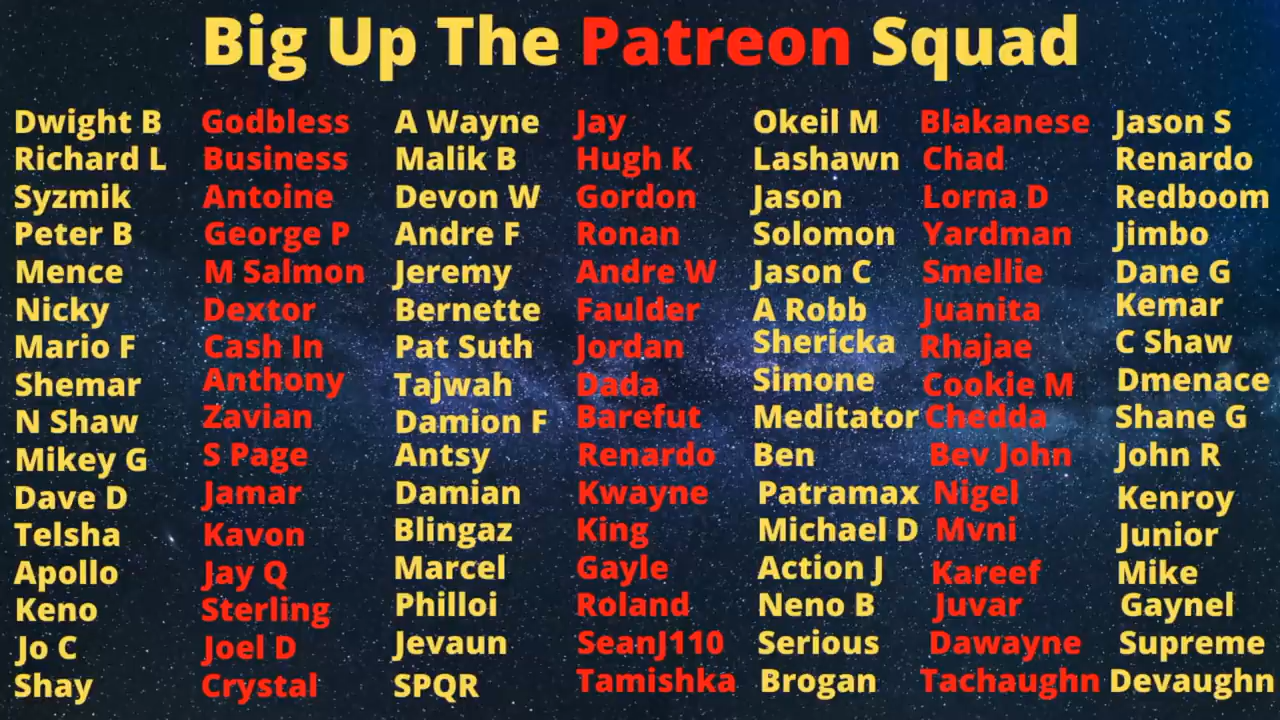 Big Up The Patreon Squad
Dwight B
Richard L
Syzmik
Peter B
Mence
Nicky
Mario F
Shemar
N Shaw
Mikey G
Dave D
Telsha
Apollo
Keno
Jo C
Shay
Godbless
Business
Antoine
George P
M Salmon
Dextor
Cash In
Anthony
Zavian
S Page
Jamar
Kavon
Jay Q
Sterling
Joel D
Crystal
A Wayne
Malik B
Devon W
Andre F
Jeremy
Bernette
Pat Suth
Tajwah
Damion F
Antsy
Damian
Blingaz
Marcel
Philloi
Jevaun
SPQR
Jay
Hugh K
Gordon
Ronan
Andre W
Faulder
Jordan
Dada
Barefut
Renardo
Kwayne
King
Gayle
Roland
SeanJ110
Tamishka
Okeil M
Lashawn
Jason
Solomon
Jason C
A Robb
Shericka
Simone
Meditator
Ben
Patramax
Michael D
Action J
Neno B
Serious
Brogan
Blakanese
Chad
Lorna D
Yardman
Smellie
Juanita
Rhajae
Cookie M
Chedda
Bev John
Nigel
Mvni
Kareef
Juvar
Dawayne
Tachaughn
Jason S
Renardo
Redboom
Jimbo
Dane G
Kemar
C Shaw
Dmenace
Shane G
John R
Kenroy
Junior
Mike
Gaynel
Supreme
Devaughn